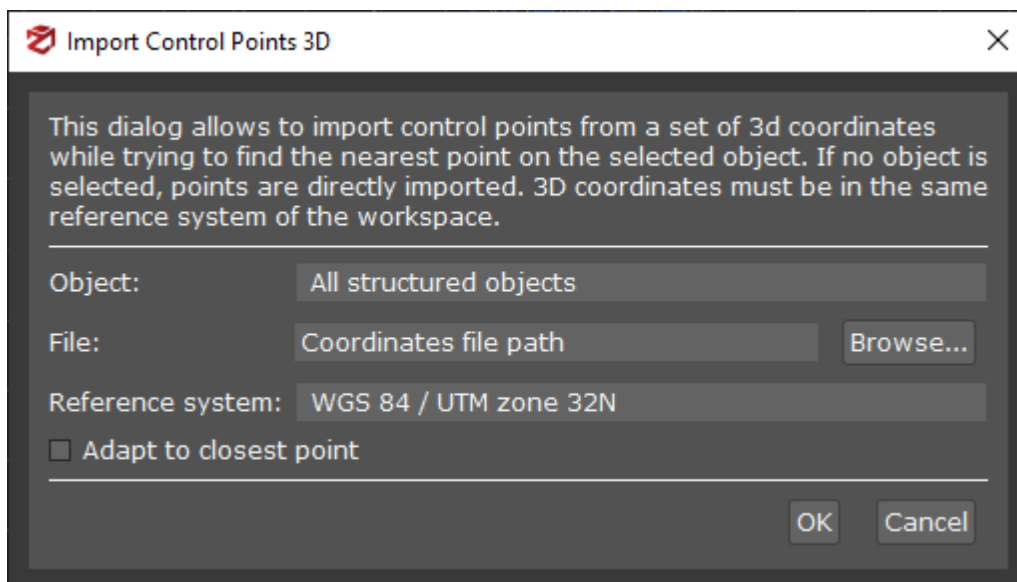 Import Control Points 3D
This dialog allows to import control points from a set of 3d coordinates
while trying to find the nearest point on the selected object. If no object is
selected, points are directly imported. 3D coordinates must be in the same
reference system of the workspace.
Object: All structured objects
File: Coordinates file path Browse...
Reference system: WGS 84 / UTM zone 32N
Adapt to closest point
OK Cancel